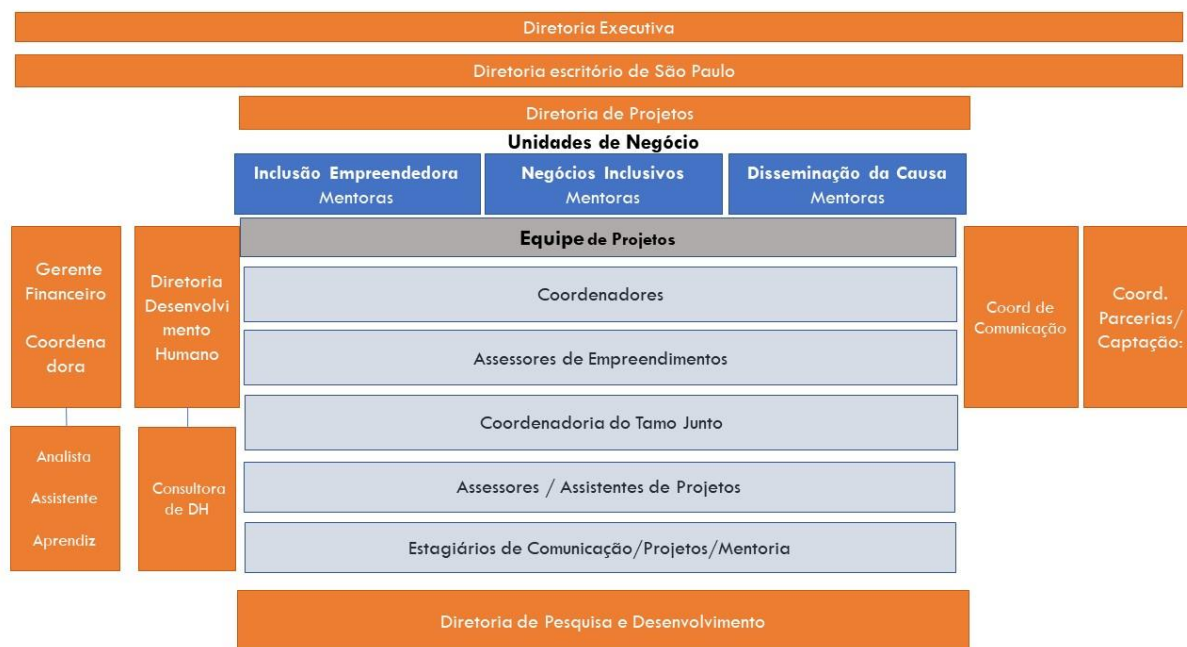 Diretoria Executiva
Diretoria escritório de São Paulo
Diretoria de Projetos
Unidades de Negócio
Inclusão Empreendedora
Mentoras
Negócios Inclusivos
Mentoras
Disseminação da Causa
Mentoras
Equipe de Projetos
Gerente
Financeiro
Coordena
dora
Diretoria
Desenvolvi
mento
Humano
Coordenadores
Assessores de Empreendimentos
Coordenadoria do Tamo Junto
Assessores / Assistentes de Projetos
Estagiários de Comunicação/Projetos/Mentoria
Coord de
Comunicação
Coord.
Parcerias/
Captação:
Analista
Assistente
Aprendiz
Consultora
de DH
Diretoria de Pesquisa e Desenvolvimento